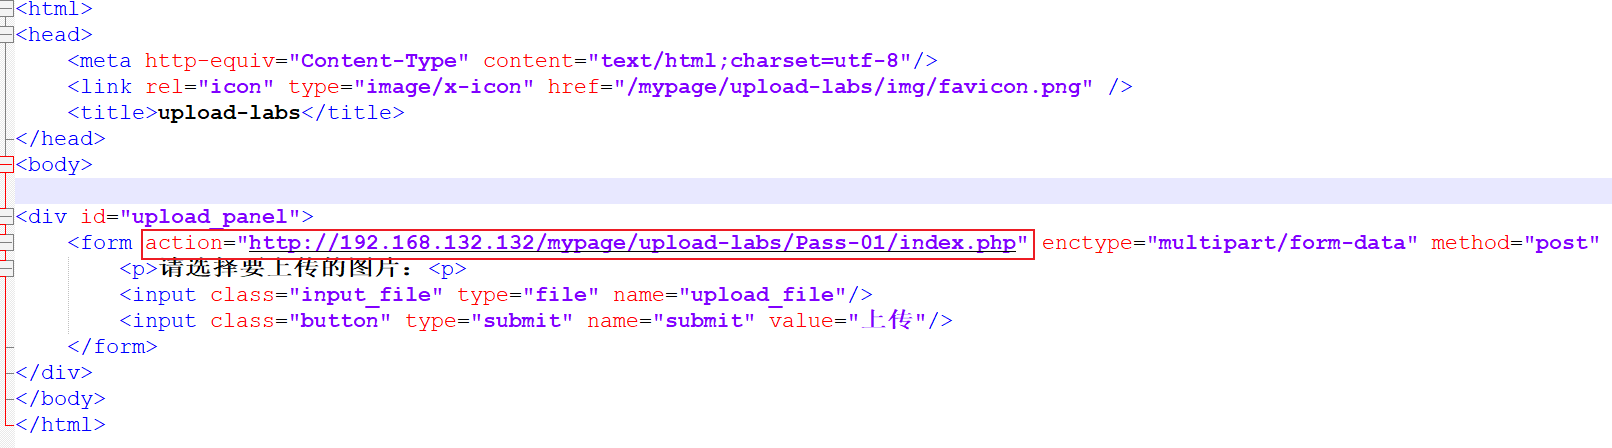 <html>
<head>
<meta http-equiv="Content-Type" content="text/html;charset=utf-8"/>
<link rel="icon" type="image/x-icon" href="/mypage/upload-labs/img/favicon.png" />
<title>upload-labs</title>
</head>
<body>
<div id="upload_panel">
<form action="http://192.168.132.132/mypage/upload-labs/Pass-01/index.php" enctype="multipart/form-data" method="post"
<p>请选择要上传的图片：<p>
<input class="input_file" type="file" name="upload_file"/>
<input class="button" type="submit" name="submit" value="上传"/>
</form>
</div>
</body>
</html>